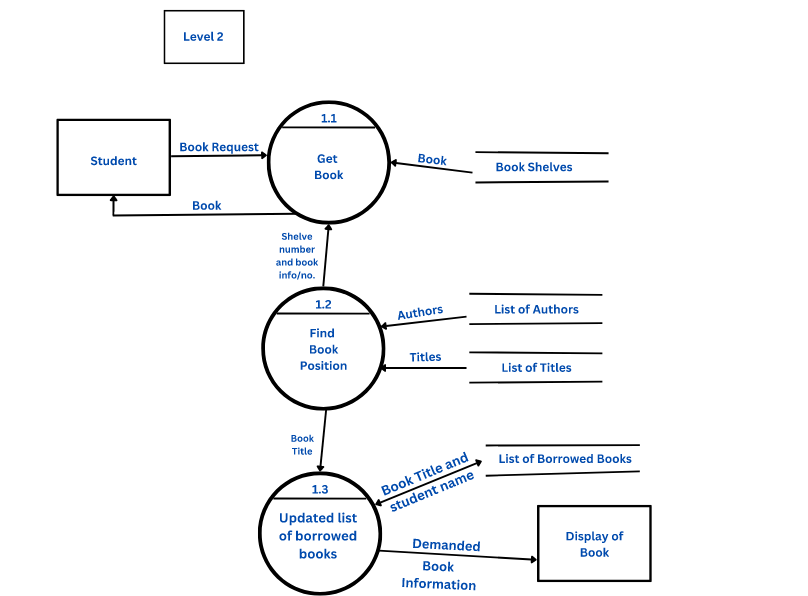 Level 2
1.1
Student
Book Request
Get
Book
Book
Book Shelves
Book
Shelve
number
and book
info/no.
1.2
Find
Book
Position
Authors
List of Authors
Titles
List of Titles
Book
Title
1.3
Updated list
of borrowed
books
Book Title and
student name
List of Borrowed Books
Demanded
Book
Information
Display of
Book